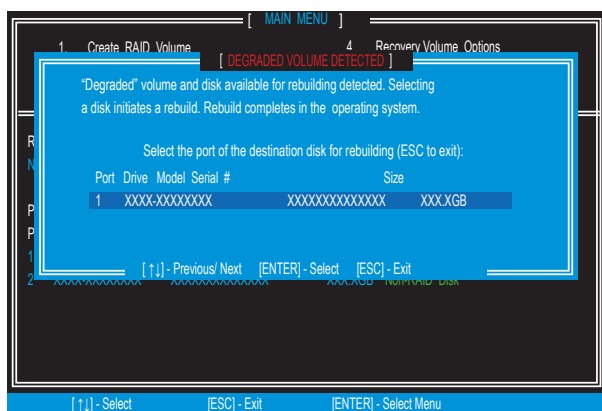 [ MAIN MENU ]
1. Create RAID Volume 4 Recovery Volume Options
[ DEGRADED VOLUME DETECTED ]
"Degraded" volume and disk available for rebuilding detected. Selecting
a disk initiates a rebuild. Rebuild completes in the operating system.
Select the port of the destination disk for rebuilding (ESC to exit):
Port Drive Model Serial # Size
1 XXXX-XXXXXXXX XXXXXXXXXXXXXX XXX.XGB
[ ↑↓] - Previous/ Next [ENTER] - Select [ESC] - Exit
R
N
P
P
1
2 XXXX-XXXXXXXX XXXXXXXXXXXXXX XXX.XGB Non-RAID Disk
[ ↑↓] - Select [ESC] - Exit [ENTER] - Select Menu